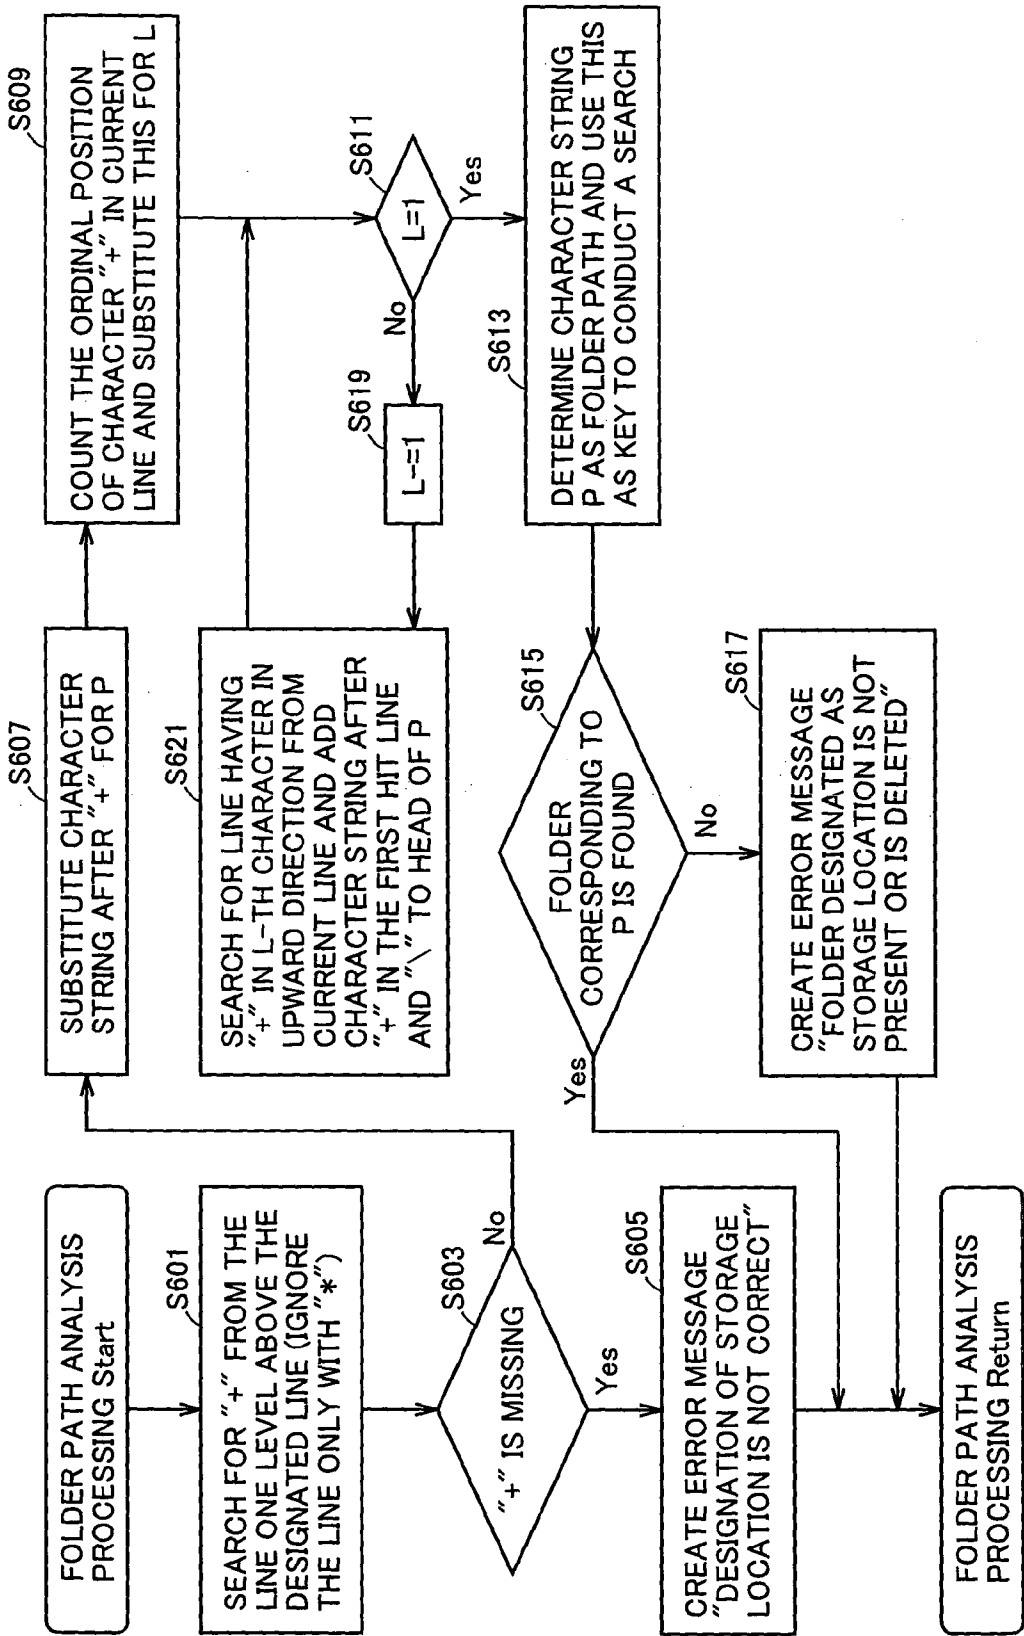 FOLDER PATH ANALYSIS
PROCESSING Start
S601
SEARCH FOR "+" FROM THE
LINE ONE LEVEL ABOVE THE
DESIGNATED LINE (IGNORE
THE LINE ONLY WITH "*")
S603
"+" IS MISSING
No
Yes
S605
CREATE ERROR MESSAGE
"DESIGNATION OF STORAGE
LOCATION IS NOT CORRECT"
FOLDER PATH ANALYSIS
PROCESSING Return
S607
SUBSTITUTE CHARACTER
STRING AFTER "+" FOR P
S621
SEARCH FOR LINE HAVING
"+" IN L-TH CHARACTER IN
UPWARD DIRECTION FROM
CURRENT LINE AND ADD
CHARACTER STRING AFTER
"+" IN THE FIRST HIT LINE
AND "\" TO HEAD OF P
S615
FOLDER
CORRESPONDING TO
P IS FOUND
Yes
No
S617
CREATE ERROR MESSAGE
"FOLDER DESIGNATED AS
STORAGE LOCATION IS NOT
PRESENT OR IS DELETED"
S609
COUNT THE ORDINAL POSITION
OF CHARACTER "+" IN CURRENT
LINE AND SUBSTITUTE THIS FOR L
S611
L=1
No
Yes
S619
L-=1
S613
DETERMINE CHARACTER STRING
P AS FOLDER PATH AND USE THIS
AS KEY TO CONDUCT A SEARCH